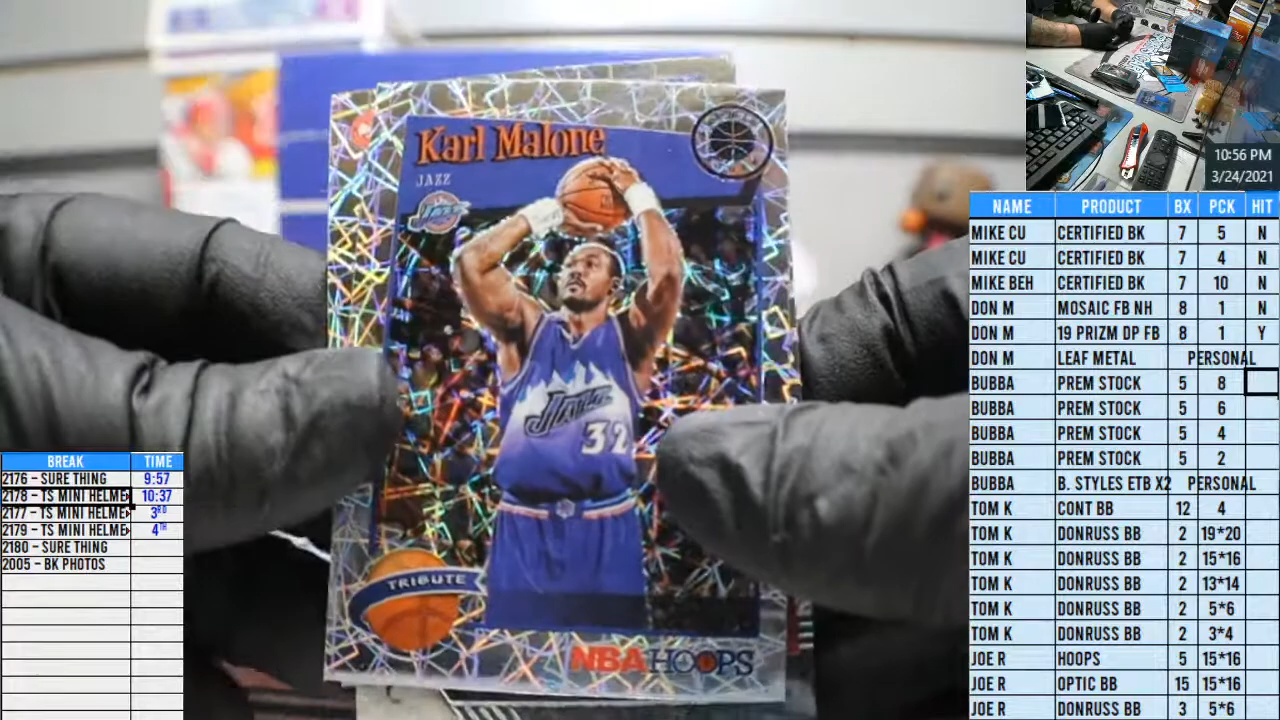 Karl Malone
JAZZ
JAZZ
32
TRIBUTE
NBA HOOPS
10:56 PM
3/24/2021
NAME PRODUCT BX PCK HIT
MIKE CU CERTIFIED BK 7 5 N
MIKE CU CERTIFIED BK 7 4 N
MIKE BEH CERTIFIED BK 7 10 N
DON M MOSAIC FB NH 8 1 N
DON M 19 PRIZM DP FB 8 1 Y
DON M LEAF METAL PERSONAL
BUBBA PREM STOCK 5 8
BUBBA PREM STOCK 5 6
BUBBA PREM STOCK 5 4
BUBBA PREM STOCK 5 2
BUBBA B. STYLES ETB X2 PERSONAL
TOM K CONT BB 12 4
TOM K DONRUSS BB 2 19*20
TOM K DONRUSS BB 2 15*16
TOM K DONRUSS BB 2 13*14
TOM K DONRUSS BB 2 5*6
TOM K DONRUSS BB 2 3*4
JOE R HOOPS 5 15*16
JOE R OPTIC BB 15 15*16
JOE R DONRUSS BB 3 5*6
BREAK TIME
2176 - SURE THING 9:57
2178 - TS MINI HELME 10:37
2177 - TS MINI HELME 3RD
2179 - TS MINI HELME 4TH
2180 - SURE THING
2005 - BK PHOTOS